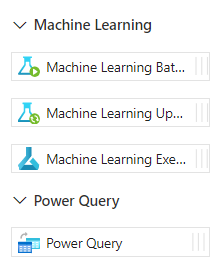 Machine Learning
Machine Learning Bat...
Machine Learning Up...
Machine Learning Exe...
Power Query
Power Query